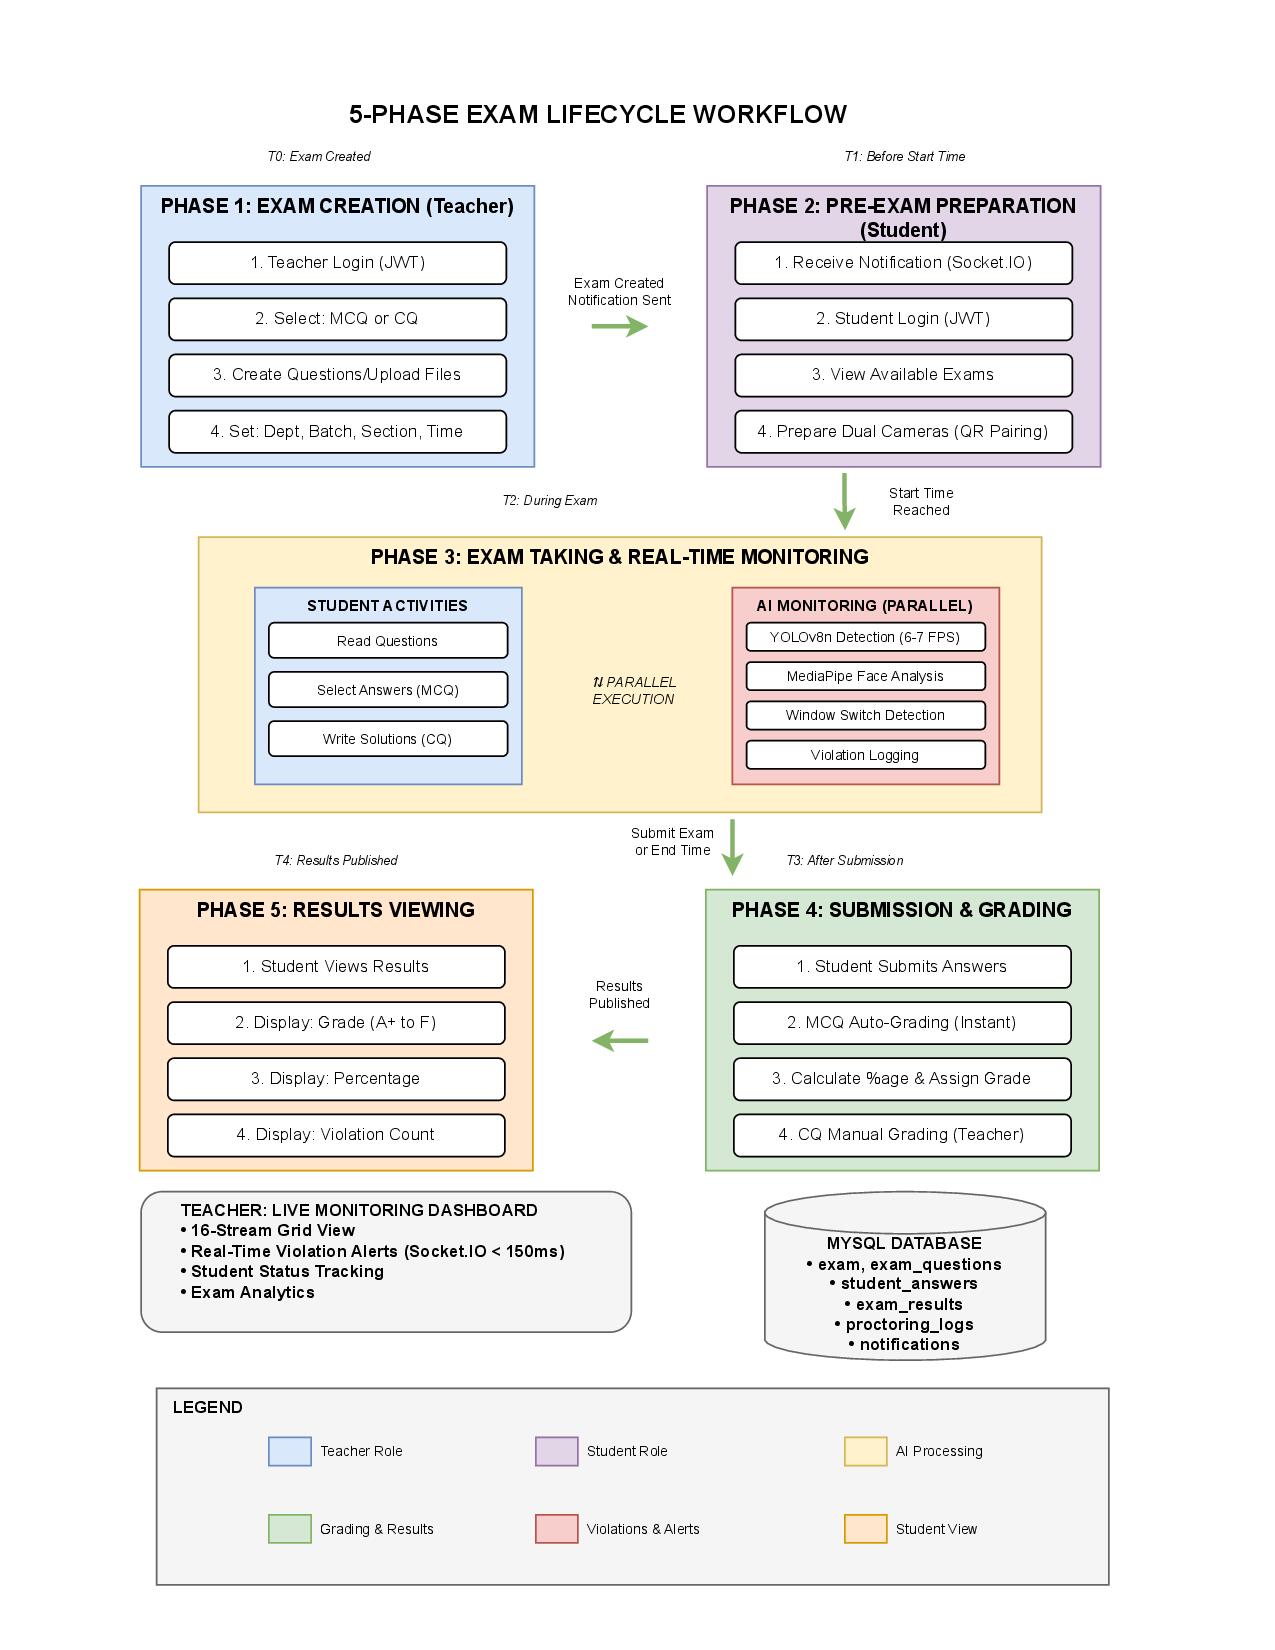 5-PHASE EXAM LIFECYCLE WORKFLOW
T0: Exam Created
T1: Before Start Time
PHASE 1: EXAM CREATION (Teacher)
1. Teacher Login (JWT)
2. Select: MCQ or CQ
3. Create Questions/Upload Files
4. Set: Dept, Batch, Section, Time
Exam Created
Notification Sent
PHASE 2: PRE-EXAM PREPARATION
(Student)
1. Receive Notification (Socket.IO)
2. Student Login (JWT)
3. View Available Exams
4. Prepare Dual Cameras (QR Pairing)
T2: During Exam
Start Time
Reached
PHASE 3: EXAM TAKING & REAL-TIME MONITORING
STUDENT ACTIVITIES
Read Questions
Select Answers (MCQ)
Write Solutions (CQ)
⇅ PARALLEL
EXECUTION
AI MONITORING (PARALLEL)
YOLOv8n Detection (6-7 FPS)
MediaPipe Face Analysis
Window Switch Detection
Violation Logging
Submit Exam
or End Time
T4: Results Published
T3: After Submission
PHASE 5: RESULTS VIEWING
1. Student Views Results
2. Display: Grade (A+ to F)
3. Display: Percentage
4. Display: Violation Count
Results
Published
PHASE 4: SUBMISSION & GRADING
1. Student Submits Answers
2. MCQ Auto-Grading (Instant)
3. Calculate %age & Assign Grade
4. CQ Manual Grading (Teacher)
TEACHER: LIVE MONITORING DASHBOARD
• 16-Stream Grid View
• Real-Time Violation Alerts (Socket.IO < 150ms)
• Student Status Tracking
• Exam Analytics
MYSQL DATABASE
• exam, exam_questions
• student_answers
• exam_results
• proctoring_logs
• notifications
LEGEND
Teacher Role
Student Role
AI Processing
Grading & Results
Violations & Alerts
Student View